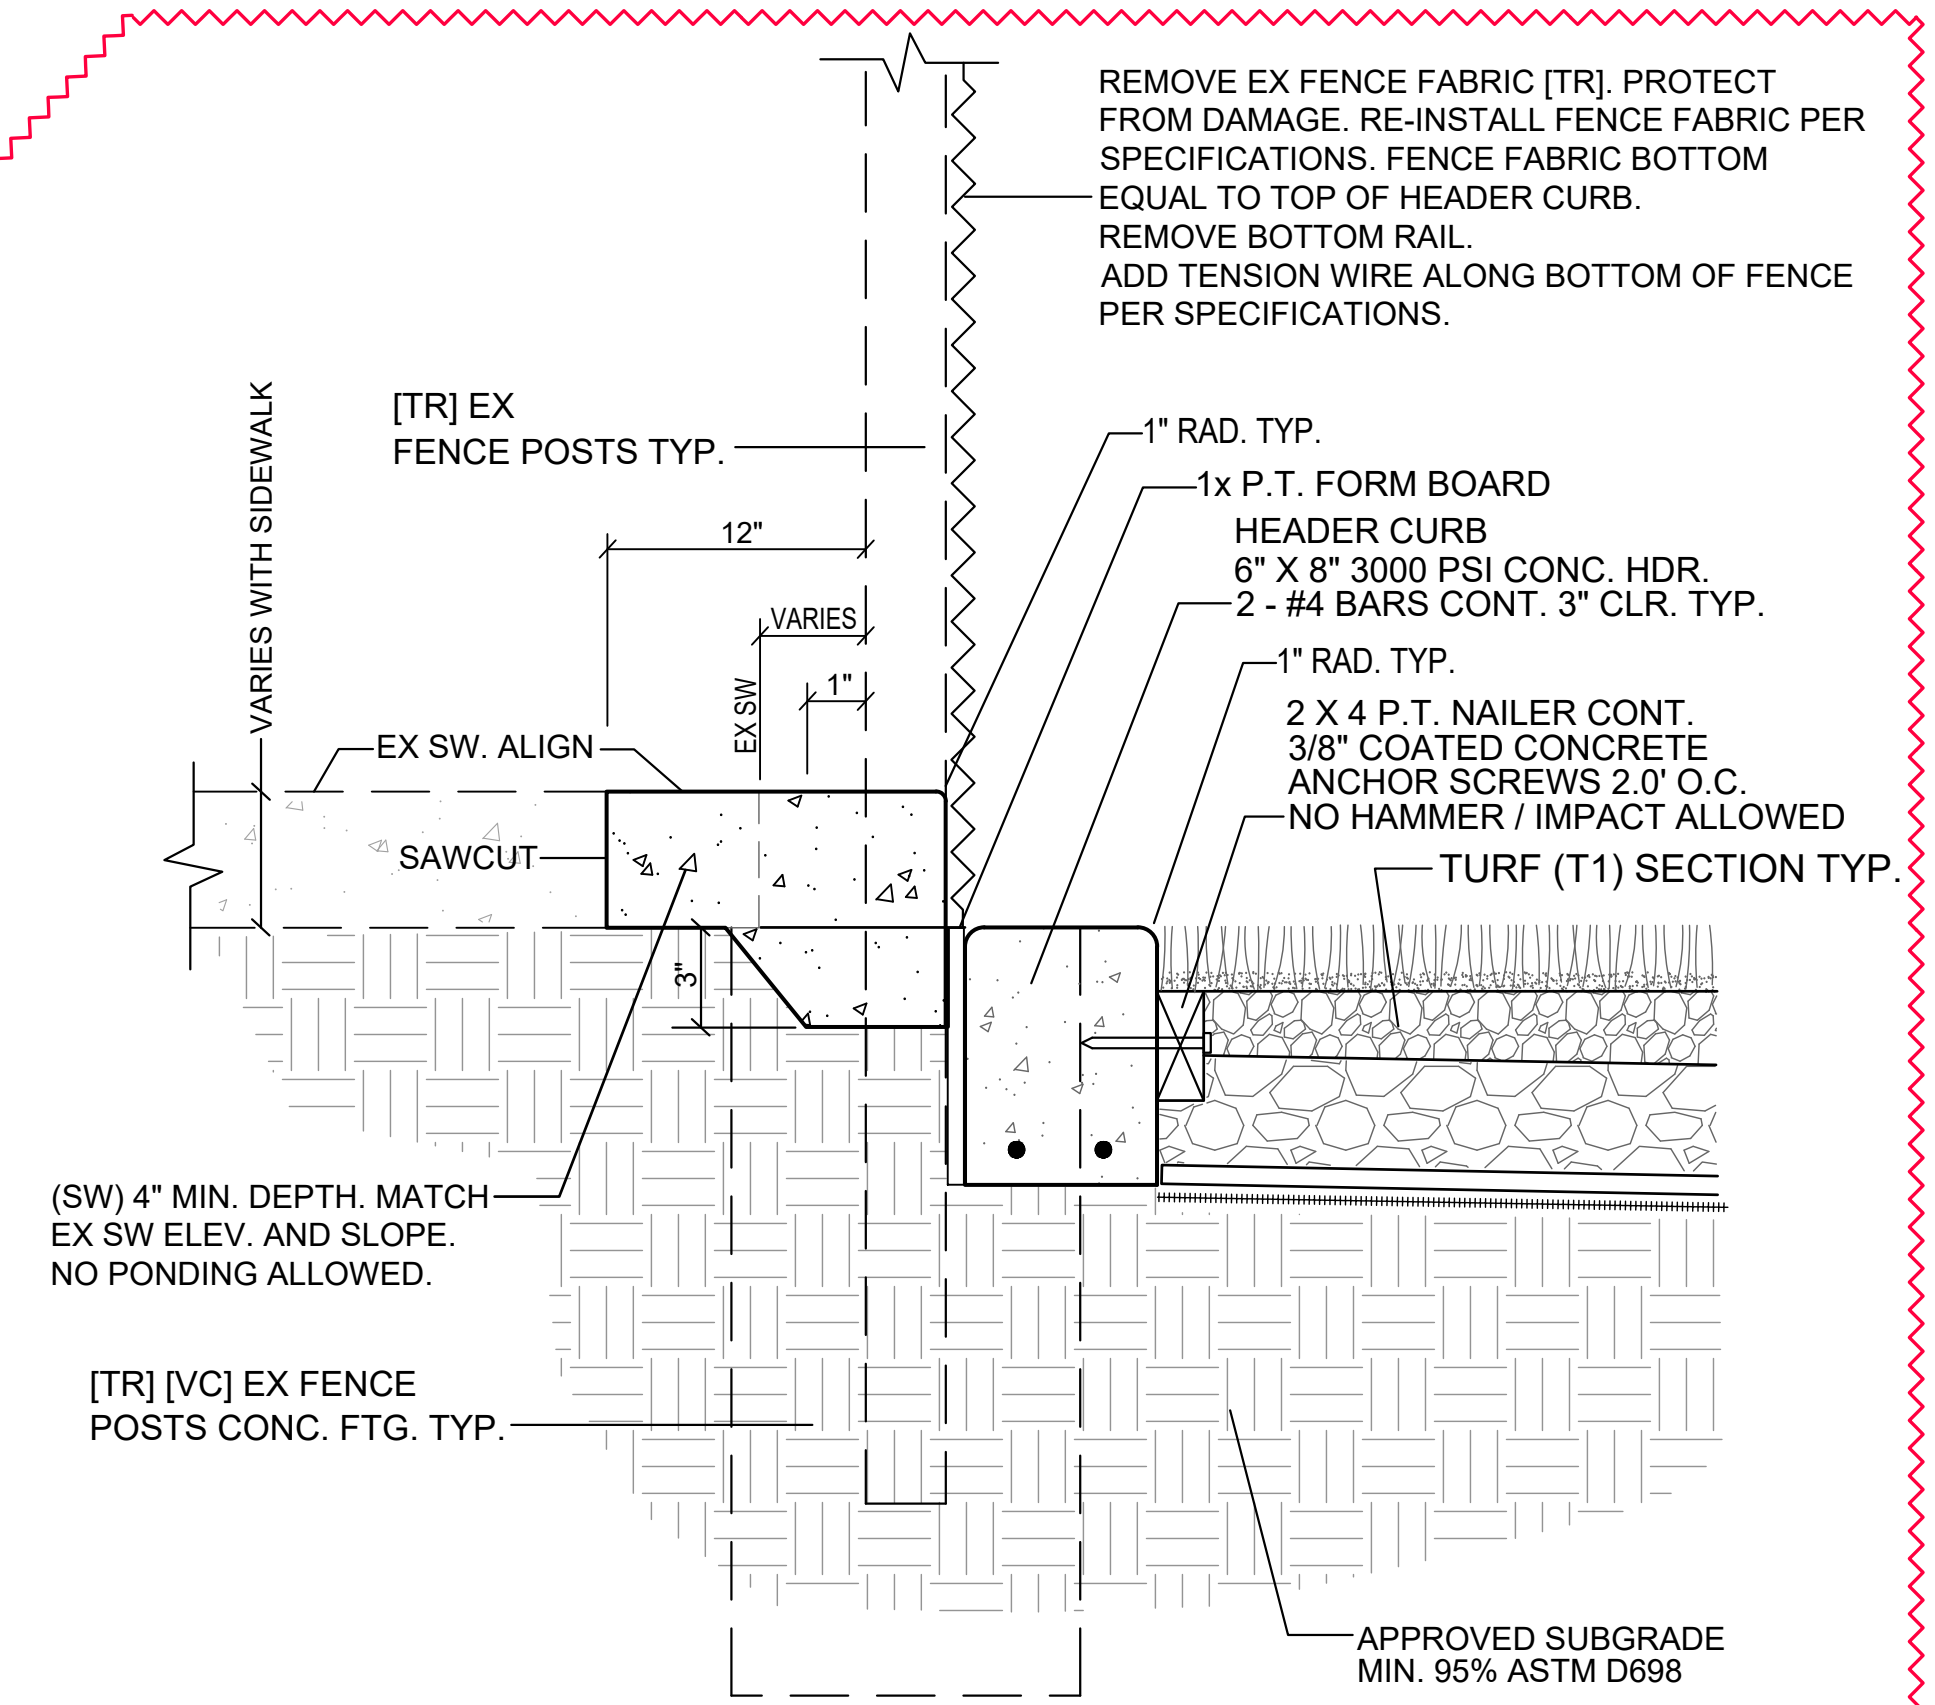 REMOVE EX FENCE FABRIC [TR]. PROTECT
FROM DAMAGE. RE-INSTALL FENCE FABRIC PER
SPECIFICATIONS. FENCE FABRIC BOTTOM
EQUAL TO TOP OF HEADER CURB.
REMOVE BOTTOM RAIL.
ADD TENSION WIRE ALONG BOTTOM OF FENCE
PER SPECIFICATIONS.
VARIES WITH SIDEWALK
[TR] EX
FENCE POSTS TYP.
1" RAD. TYP.
1x P.T. FORM BOARD
12"
HEADER CURB
6" X 8" 3000 PSI CONC. HDR.
2 - #4 BARS CONT. 3" CLR. TYP.
VARIES
1" RAD. TYP.
EX SW
1"
2 X 4 P.T. NAILER CONT.
3/8" COATED CONCRETE
ANCHOR SCREWS 2.0' O.C.
NO HAMMER / IMPACT ALLOWED
EX SW. ALIGN
SAWCUT
TURF (T1) SECTION TYP.
3"
(SW) 4" MIN. DEPTH. MATCH
EX SW ELEV. AND SLOPE.
NO PONDING ALLOWED.
[TR] [VC] EX FENCE
POSTS CONC. FTG. TYP.
APPROVED SUBGRADE
MIN. 95% ASTM D698